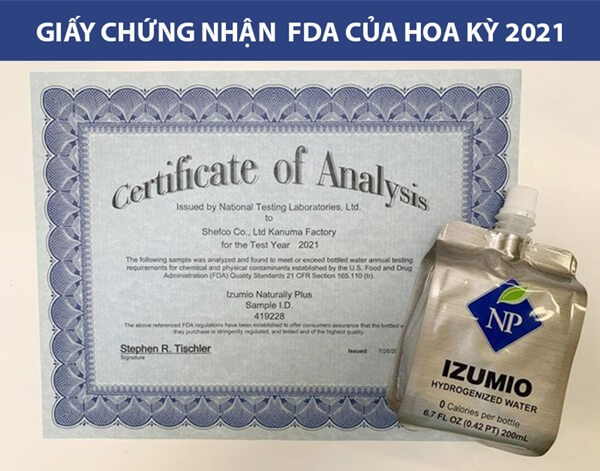 GIẤY CHỨNG NHẬN FDA CỦA HOA KỲ 2021
Certificate of Analysis
Issued by National Testing Laboratories, Ltd.
to
Shefco Co., Ltd Kanuma Factory
for the Test Year 2021
The following sample was analyzed and found to meet or exceed bottled water annual testing
requirements for chemical and physical contaminants established by the U.S. Food and Drug
Administration (FDA) Quality Standards 21 CFR Section 165.110 (b).
Izumio Naturally Plus
Sample I.D.
419228
The above referenced FDA regulations have been established to offer consumers assurance that the bottled
they purchase is stringently regulated, and tested and of the highest quality.
Stephen R. Tischler
Signature
Issued: 7/26/20
NP
IZUMIO
HYDROGENIZED WATER
0 Calories per bottle
6.7 FL OZ (0.42 PT) 200mL